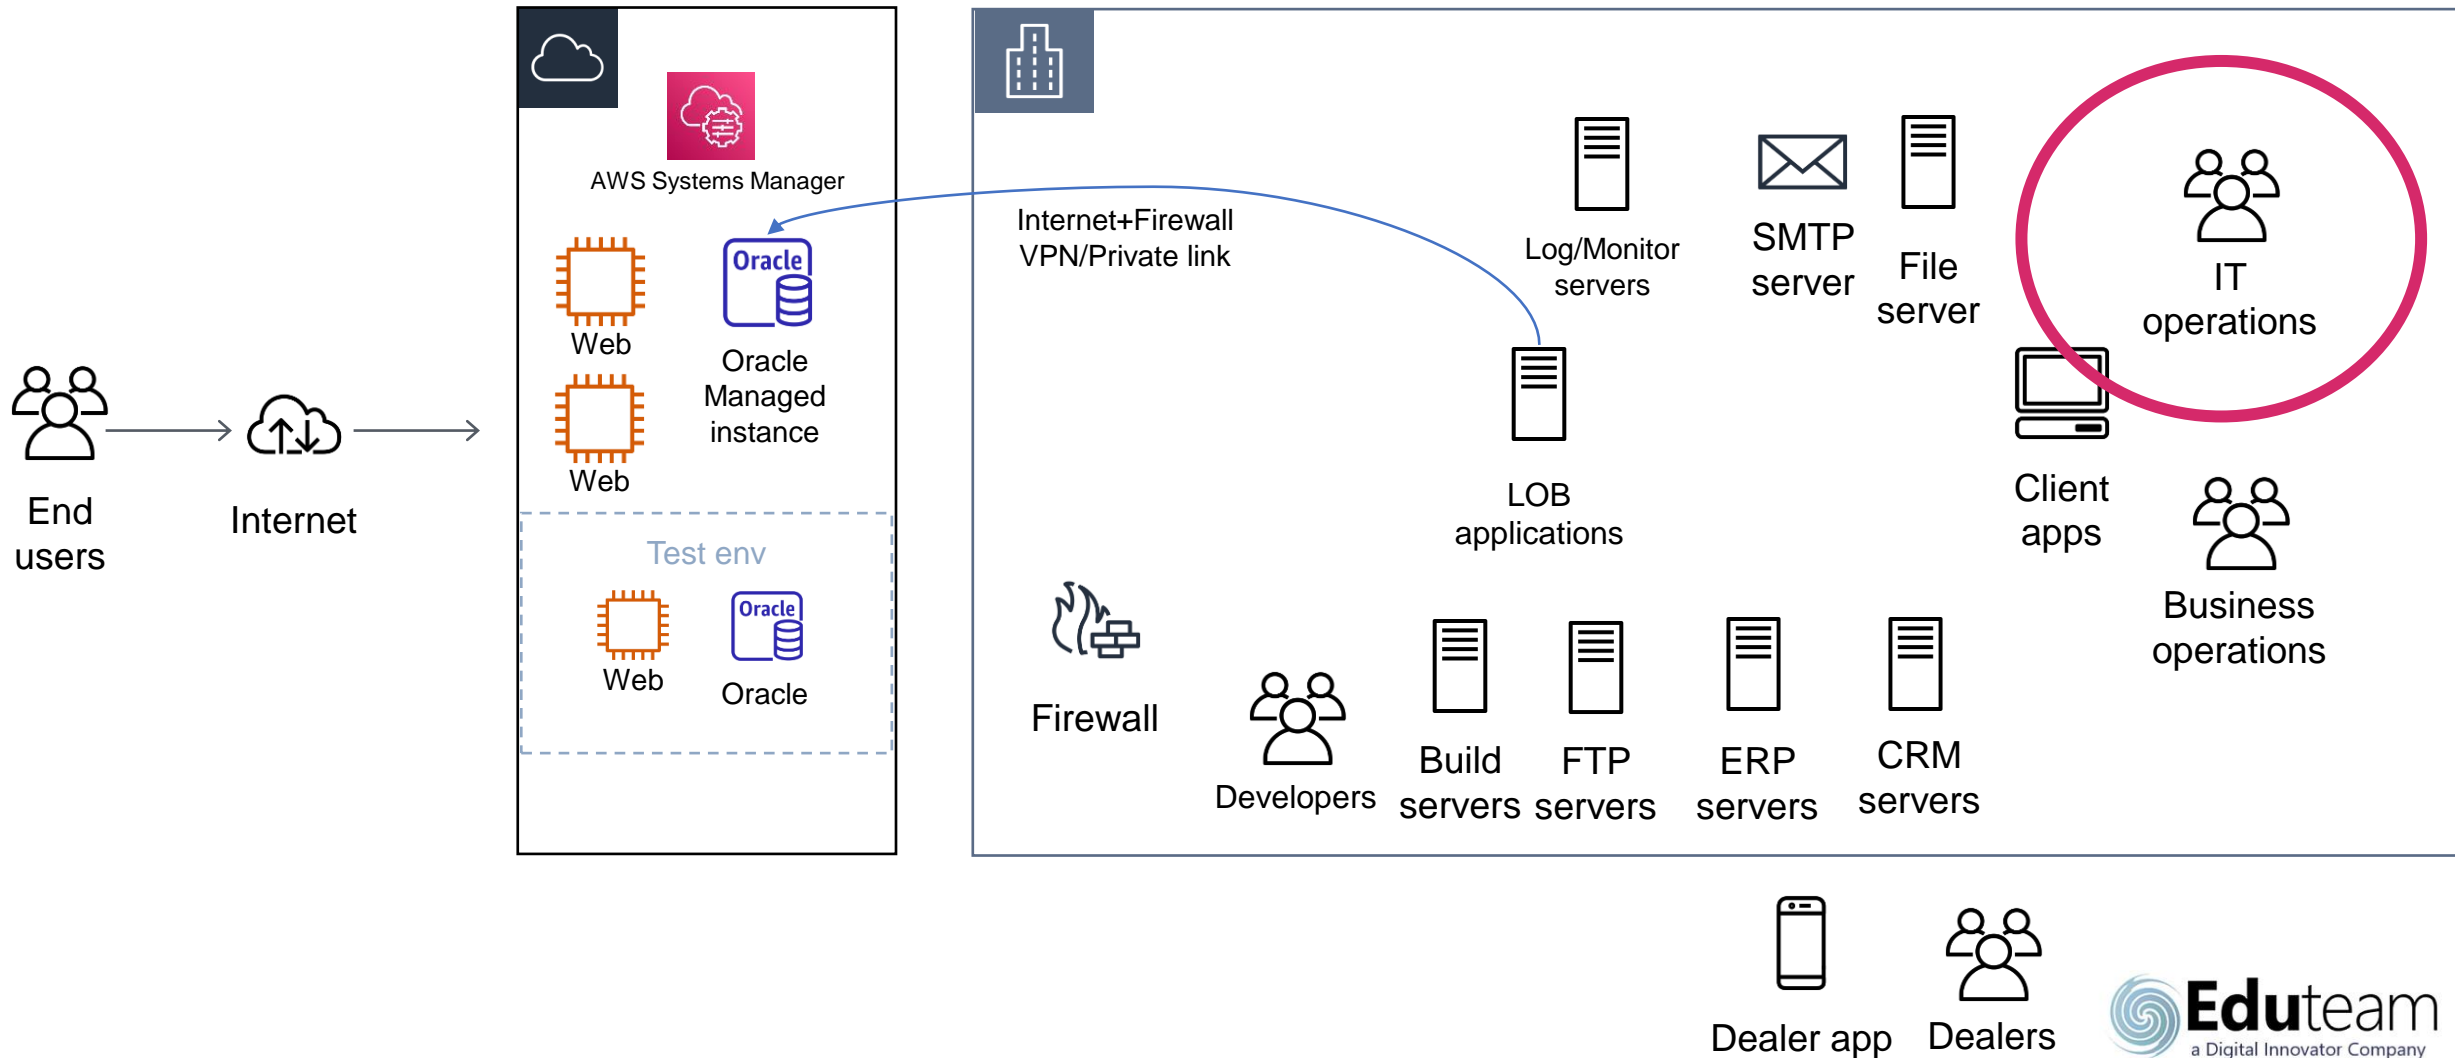 AWS Systems Manager
Internet+Firewall
VPN/Private link
Oracle
Web
Oracle
Managed
instance
Web
Log/Monitor
servers
SMTP
server
File
server
IT
operations
End
users
Internet
LOB
applications
Client
apps
Business
operations
Test env
Oracle
Web
Oracle
Firewall
Developers
Build
servers
FTP
servers
ERP
servers
CRM
servers
Dealer app
Dealers
Eduteam
a Digital Innovator Company